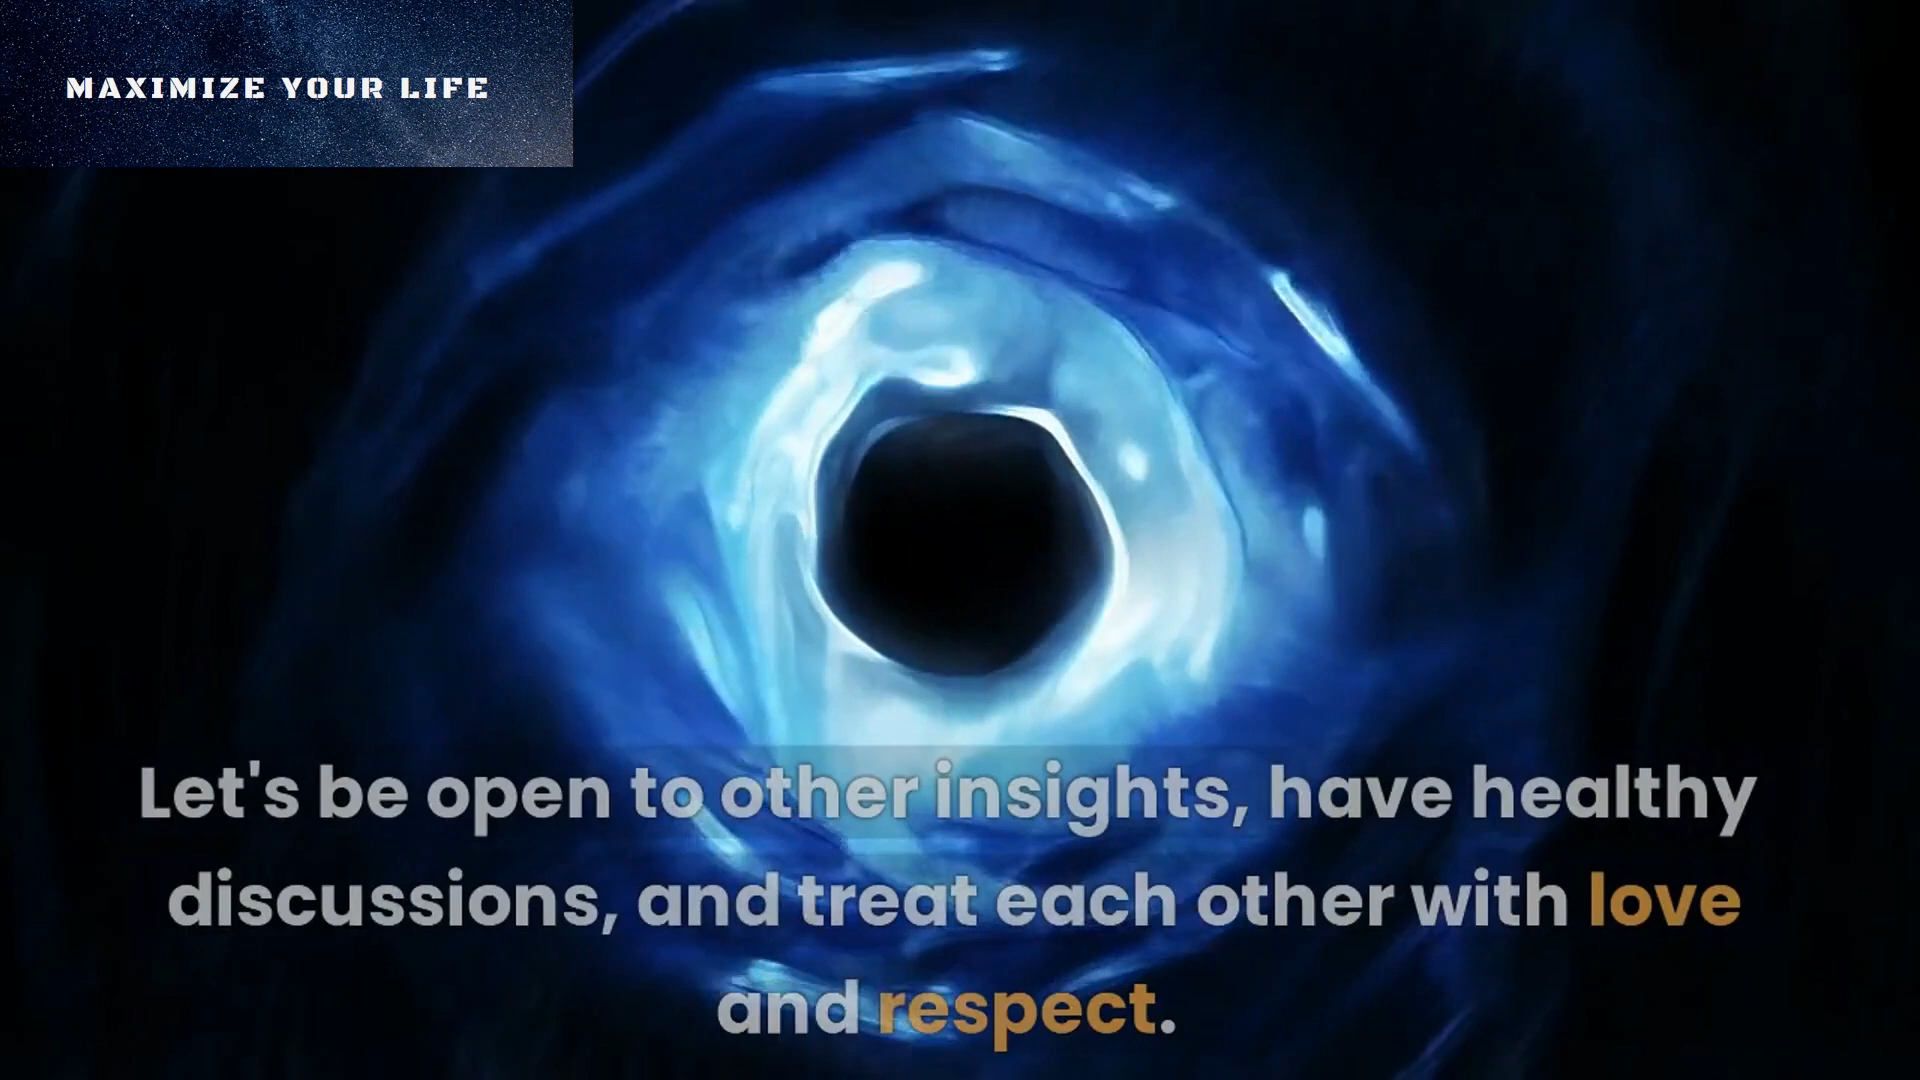 MAXIMIZE YOUR LIFE
Let's be open to other insights, have healthy
discussions, and treat each other with love
and respect.